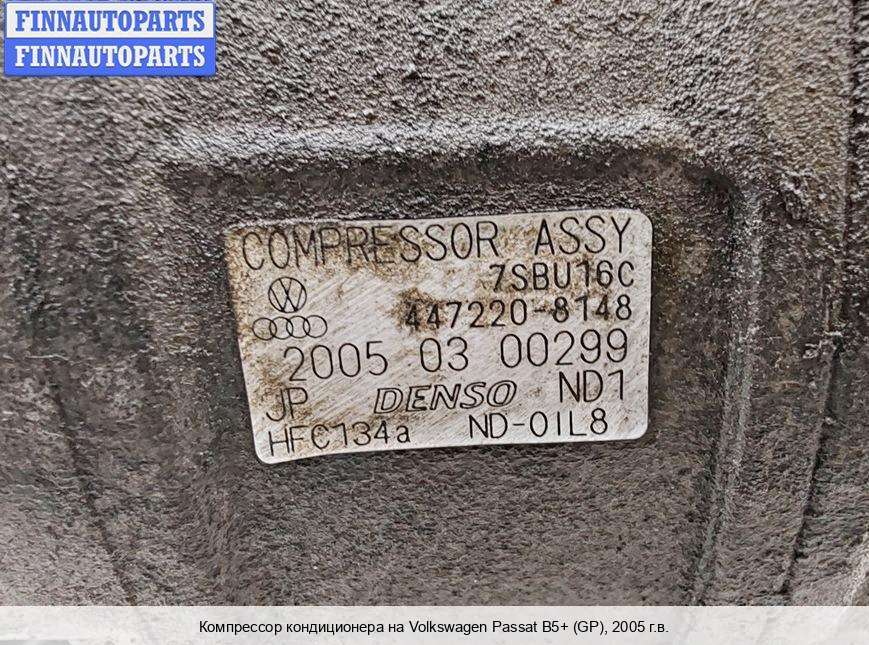 FINNAUTOPARTS
FINNAUTOPARTS
COMPRESSOR ASSY
7SBU16C
447220-8148
2005 03 00299
JP DENSO ND1
HFC134a ND-OIL8
Компрессор кондиционера на Volkswagen Passat B5+ (GP), 2005 г.в.